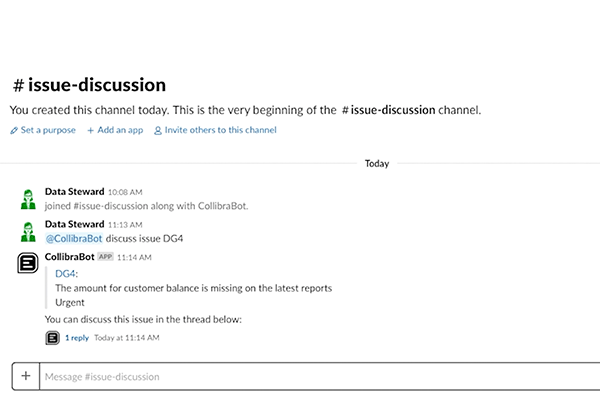 # issue-discussion
You created this channel today. This is the very beginning of the #issue-discussion channel.
Set a purpose + Add an app Invite others to this channel
Today
Data Steward 10:08 AM
joined #issue-discussion along with CollibraBot.
Data Steward 11:13 AM
@CollibraBot discuss issue DG4
CollibraBot APP 11:14 AM
DG4:
The amount for customer balance is missing on the latest reports
Urgent
You can discuss this issue in the thread below:
1 reply Today at 11:14 AM
+ Message #issue-discussion